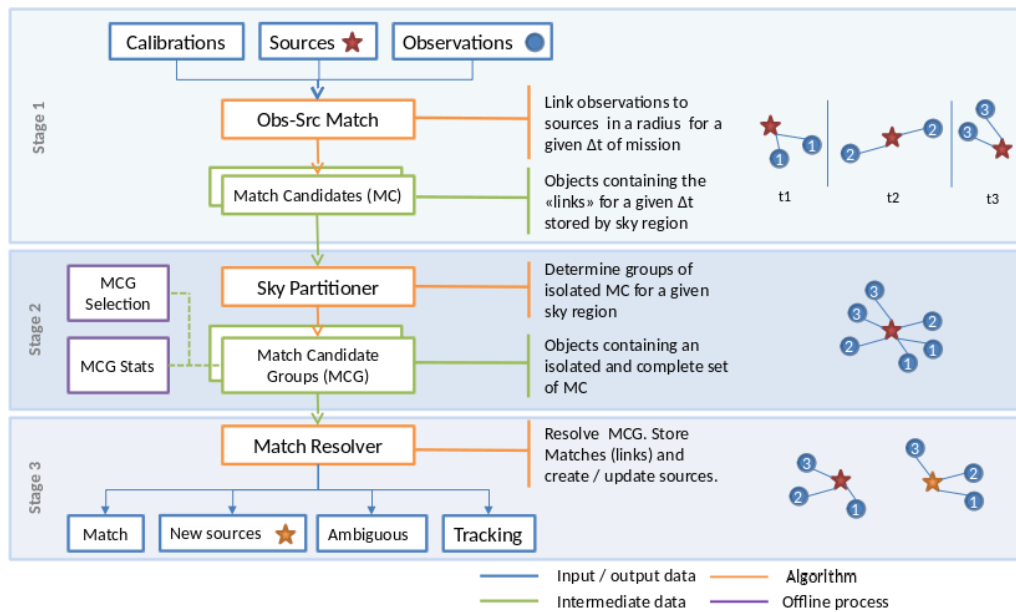 Stage 1
Calibrations
Sources
Observations
Obs-Src Match
Link observations to
sources in a radius for a
given Δt of mission
Match Candidates (MC)
Objects containing the
«links» for a given Δt
stored by sky region
1
1
t1
2
2
t2
3
3
t3
Stage 2
MCG
Selection
MCG Stats
Sky Partitioner
Determine groups of
isolated MC for a given
sky region
Match Candidate
Groups (MCG)
Objects containing an
isolated and complete set
of MC
3
3
2
2
1
1
Stage 3
Match Resolver
Resolve MCG. Store
Matches (links) and
create / update sources.
3
2
1
3
2
1
Match
New sources
Ambiguous
Tracking
Input / output data
Algorithm
Intermediate data
Offline process